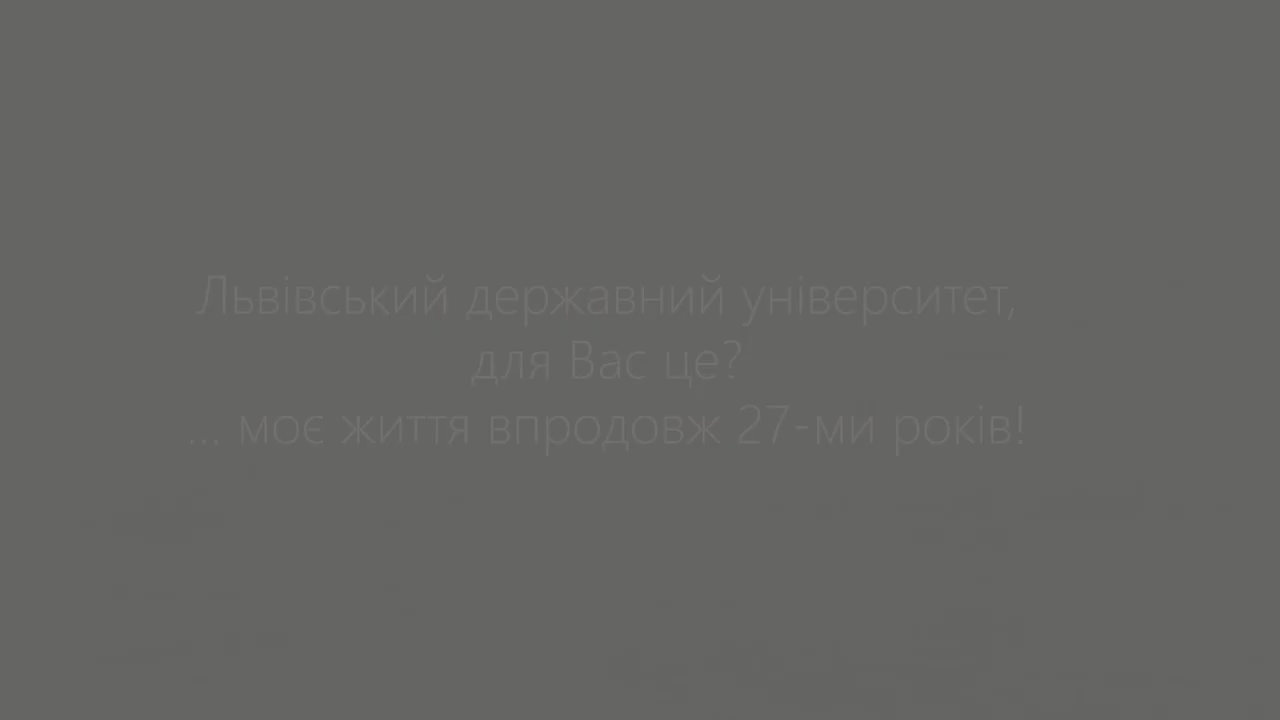 Львівський державний університет,
для Вас це?
... моє життя впродовж 27-ми років!